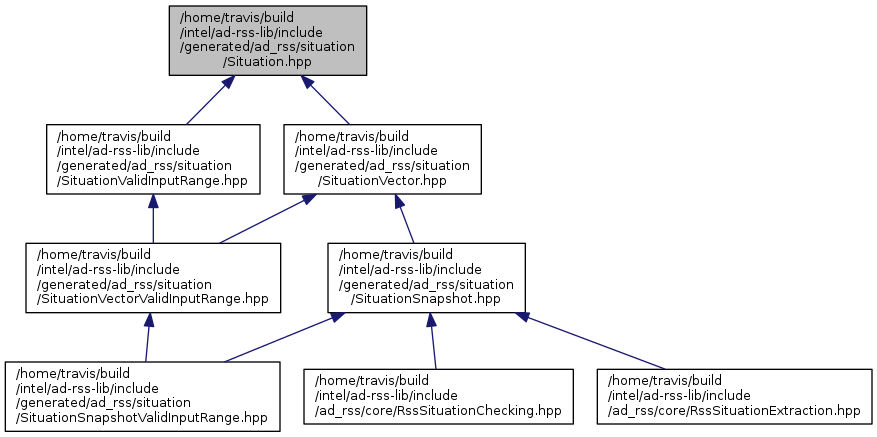 /home/travis/build
/intel/ad-rss-lib/include
/generated/ad_rss/situation
/Situation.hpp
/home/travis/build
/intel/ad-rss-lib/include
/generated/ad_rss/situation
/SituationValidInputRange.hpp
/home/travis/build
/intel/ad-rss-lib/include
/generated/ad_rss/situation
/SituationVector.hpp
/home/travis/build
/intel/ad-rss-lib/include
/generated/ad_rss/situation
/SituationVectorValidInputRange.hpp
/home/travis/build
/intel/ad-rss-lib/include
/generated/ad_rss/situation
/SituationSnapshot.hpp
/home/travis/build
/intel/ad-rss-lib/include
/generated/ad_rss/situation
/SituationSnapshotValidInputRange.hpp
/home/travis/build
/intel/ad-rss-lib/include
/ad_rss/core/RssSituationChecking.hpp
/home/travis/build
/intel/ad-rss-lib/include
/ad_rss/core/RssSituationExtraction.hpp